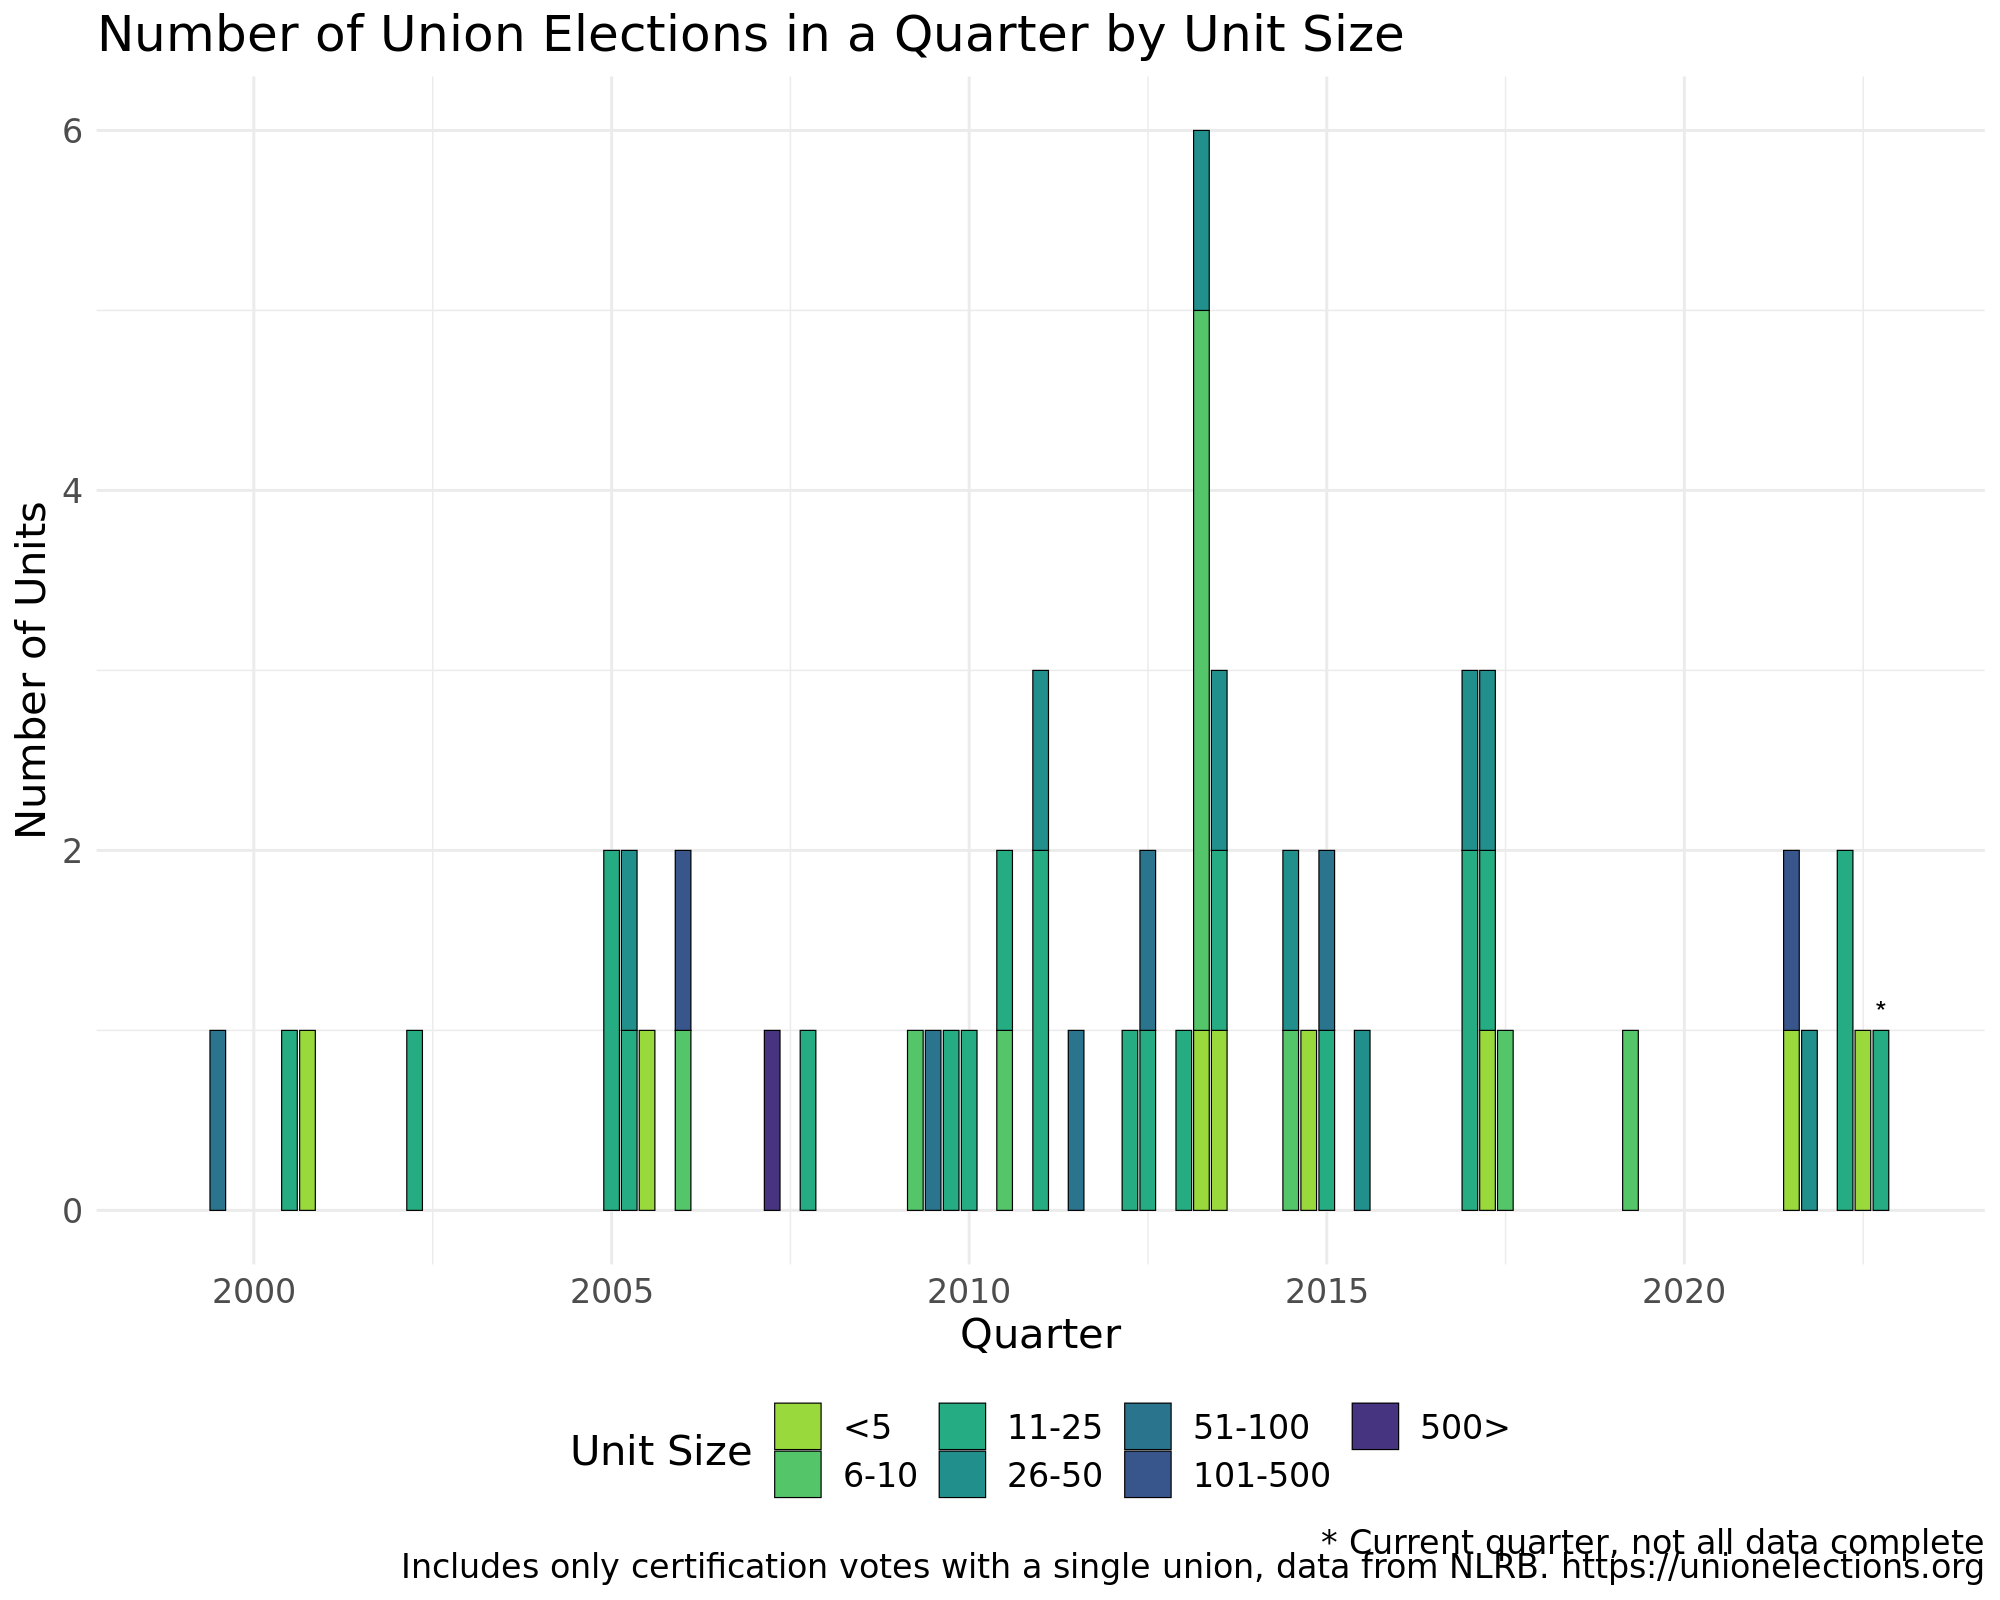 Number of Union Elections in a Quarter by Unit Size
Number of Units
6
4
2
0
*
2000 2005 2010 2015 2020
Quarter
Unit Size
<5 11-25 51-100 500>
6-10 26-50 101-500
* Current quarter, not all data complete
Includes only certification votes with a single union, data from NLRB. https://unionelections.org